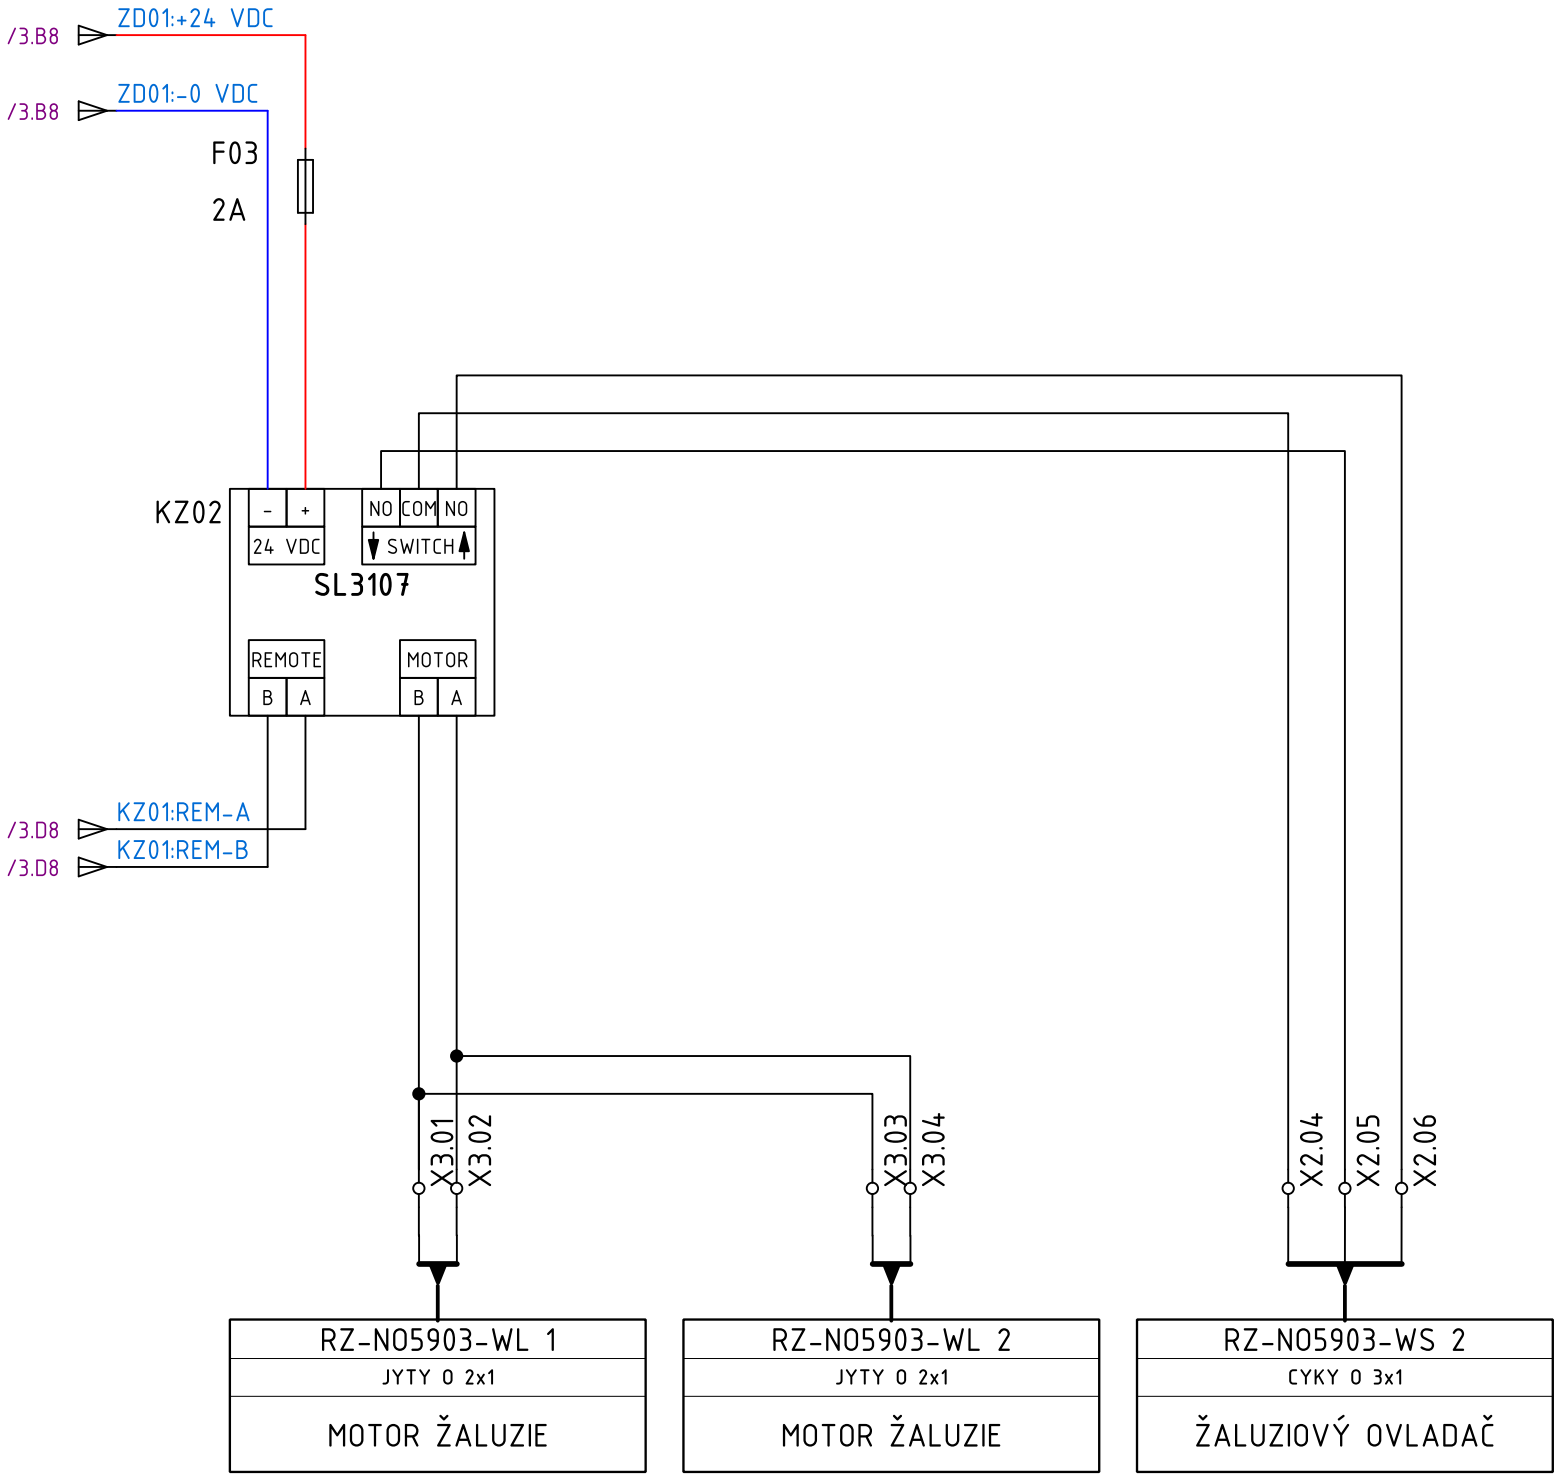 ZD01:+24 VDC
/3.B8
ZD01:-0 VDC
/3.B8
F03
2A
KZ02
- + NO COM NO
24 VDC SWITCH
SL3107
REMOTE MOTOR
B A B A
KZ01:REM-A
/3.D8
KZ01:REM-B
/3.D8
X3.01 X3.02 X3.03 X3.04 X2.04 X2.05 X2.06
RZ-NO5903-WL 1
JYTY O 2x1
MOTOR ŽALUZIE
RZ-NO5903-WL 2
JYTY O 2x1
MOTOR ŽALUZIE
RZ-NO5903-WS 2
CYKY O 3x1
ŽALUZIOVÝ OVLADAČ